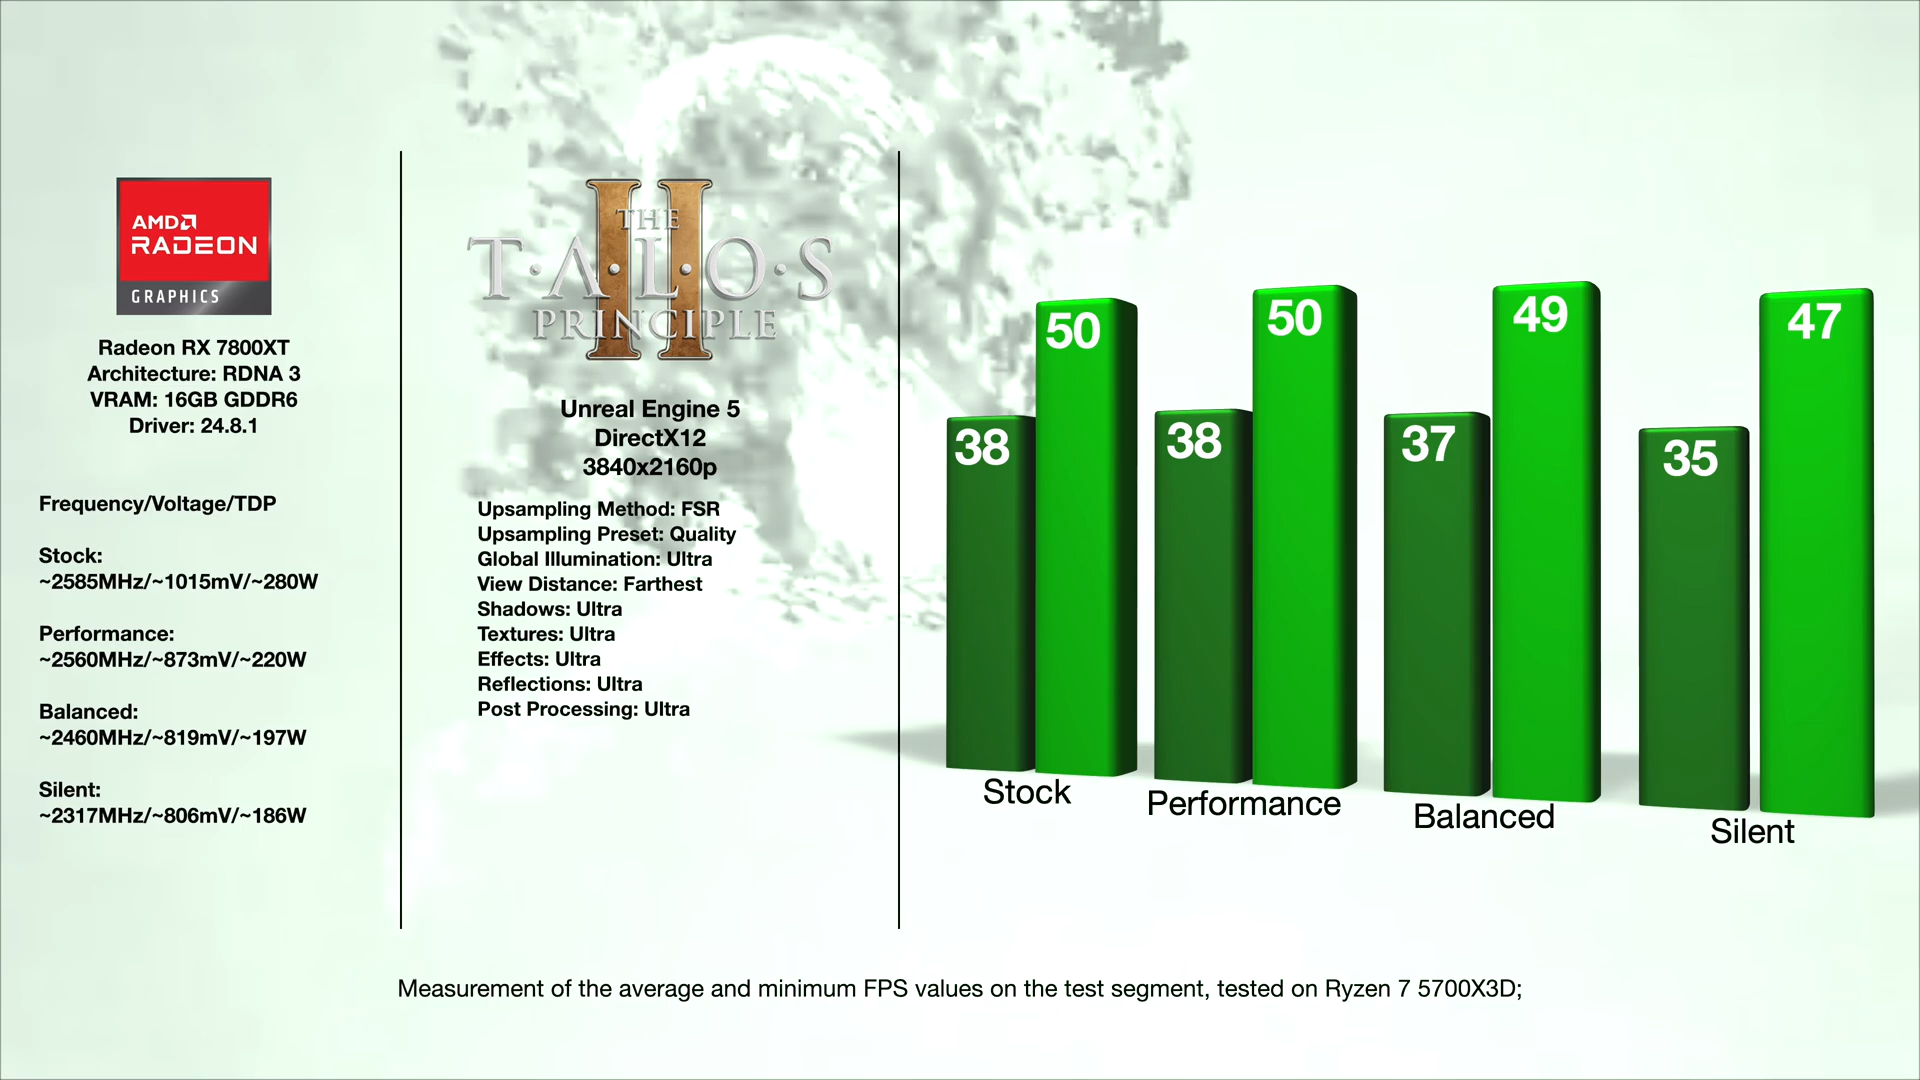 AMD
RADEON
GRAPHICS
Radeon RX 7800XT
Architecture: RDNA 3
VRAM: 16GB GDDR6
Driver: 24.8.1
Frequency/Voltage/TDP
Stock:
~2585MHz/~1015mV/~280W
Performance:
~2560MHz/~873mV/~220W
Balanced:
~2460MHz/~819mV/~197W
Silent:
~2317MHz/~806mV/~186W
II
THE
T·A·L·O·S
PRINCIPLE
Unreal Engine 5
DirectX12
3840x2160p
Upsampling Method: FSR
Upsampling Preset: Quality
Global Illumination: Ultra
View Distance: Farthest
Shadows: Ultra
Textures: Ultra
Effects: Ultra
Reflections: Ultra
Post Processing: Ultra
38 50 38 50 37 49 35 47
Stock Performance Balanced Silent
Measurement of the average and minimum FPS values on the test segment, tested on Ryzen 7 5700X3D;